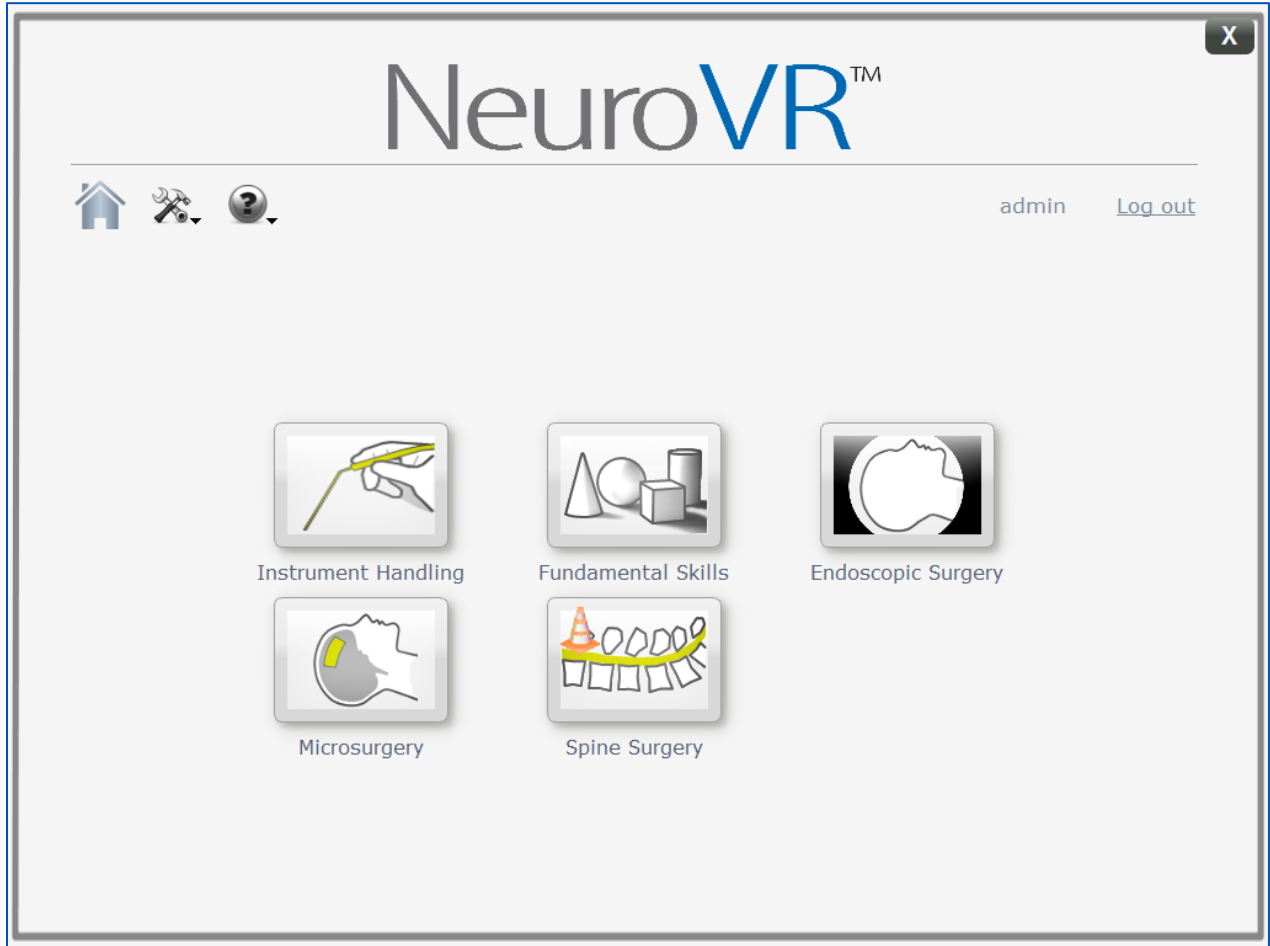 X
NeuroVR™
?
admin Log out
Instrument Handling Fundamental Skills Endoscopic Surgery
Microsurgery Spine Surgery